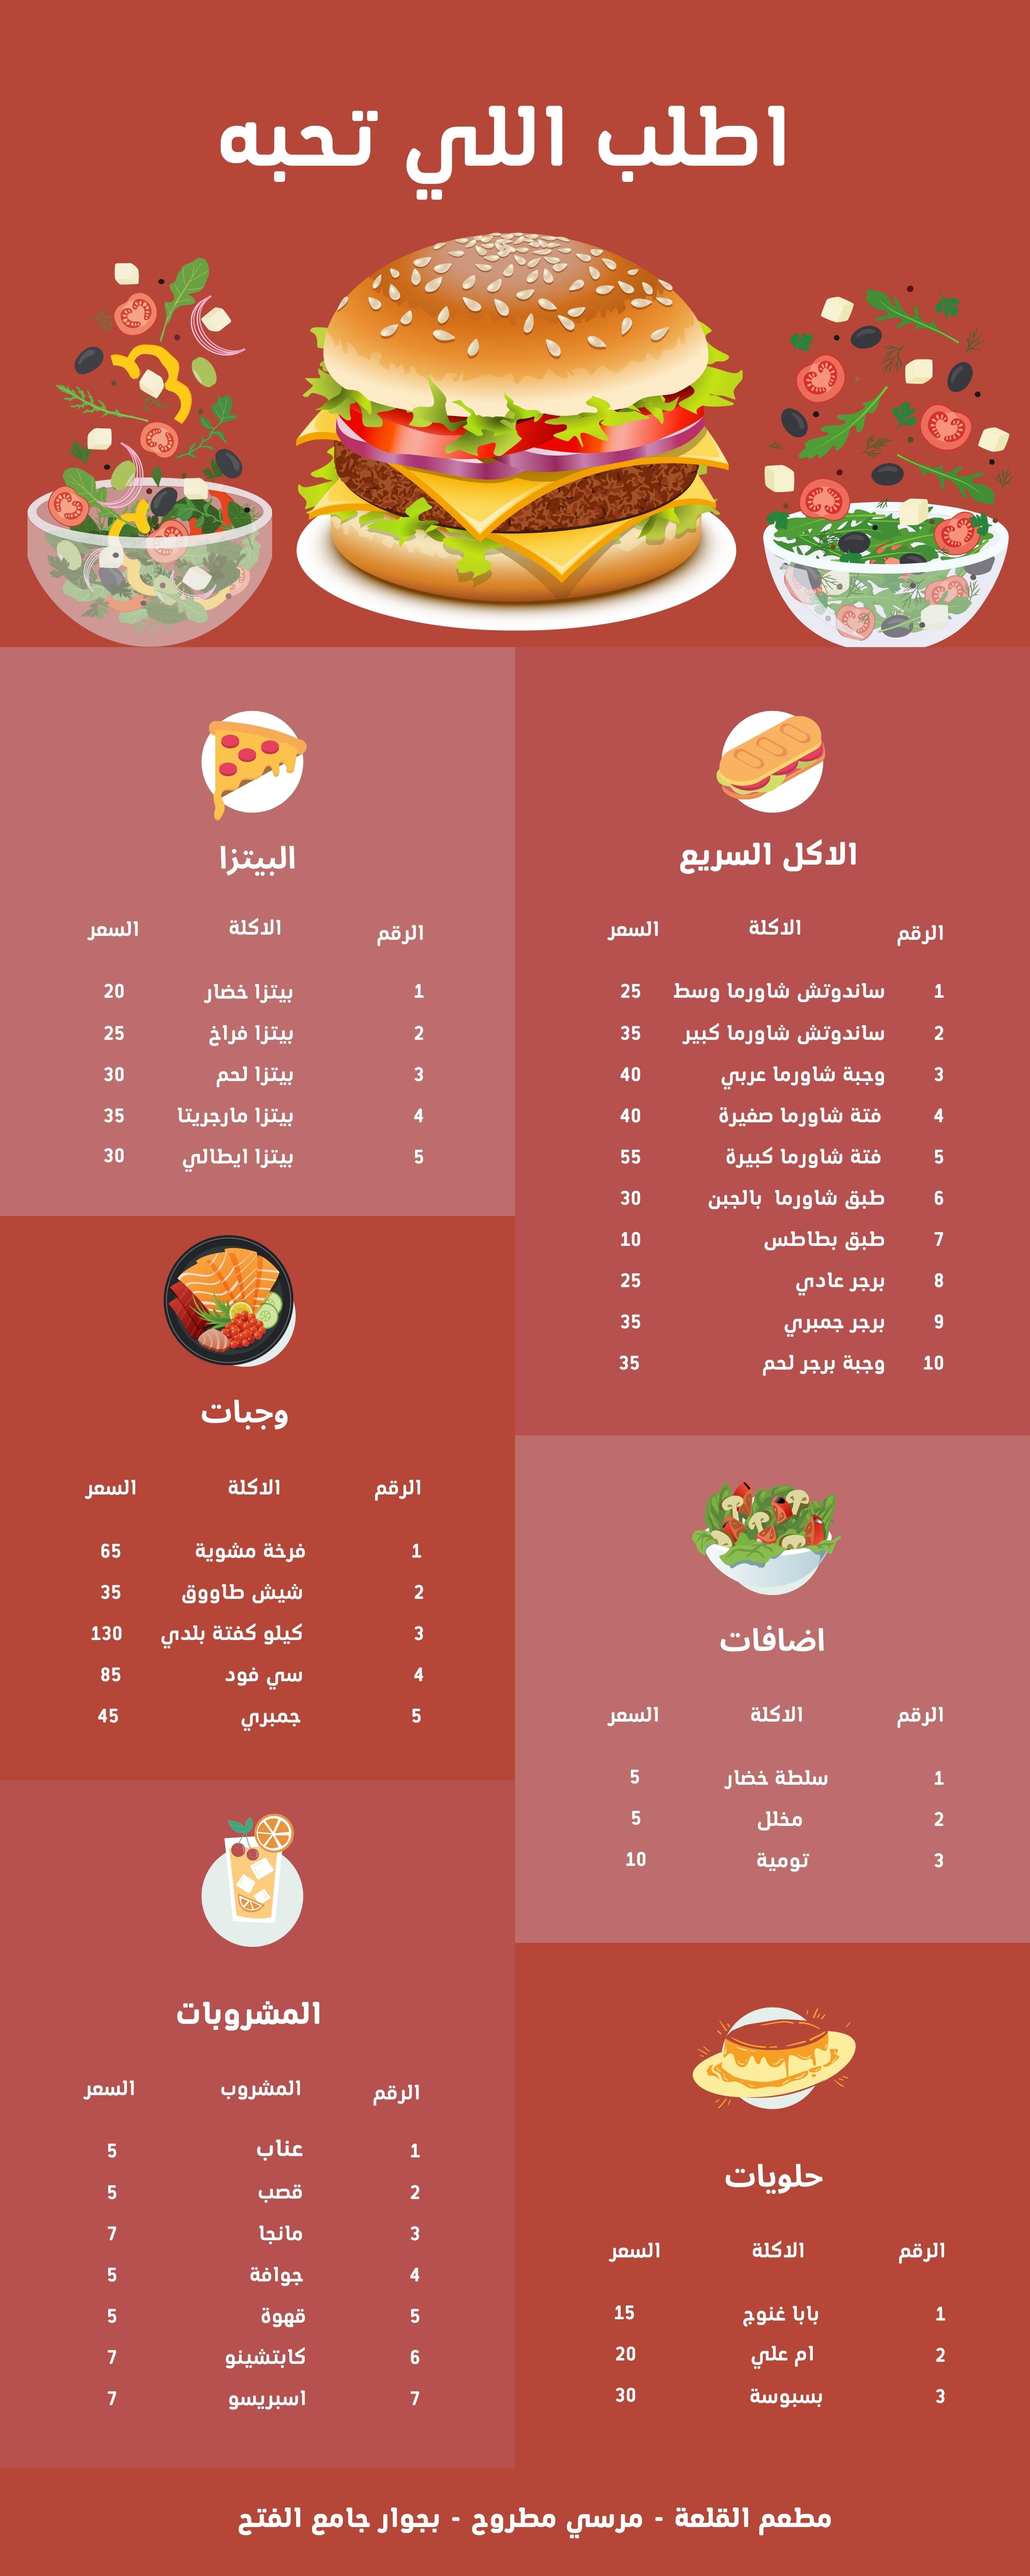 اطلب اللي تحبه
الاكل السريع
الرقم الاكلة السعر
1 ساندوتش شاورما وسط 25
2 ساندوتش شاورما كبير 35
3 وجبة شاورما عربي 40
4 فتة شاورما صغيرة 40
5 فتة شاورما كبيرة 55
6 طبق شاورما بالجبن 30
7 طبق بطاطس 10
8 برجر عادي 25
9 برجر جمبري 35
10 وجبة برجر لحم 35
البيتزا
الرقم الاكلة السعر
1 بيتزا خضار 20
2 بيتزا فراخ 25
3 بيتزا لحم 30
4 بيتزا مارجريتا 35
5 بيتزا ايطالي 30
وجبات
الرقم الاكلة السعر
1 فرخة مشوية 65
2 شيش طاووق 35
3 كيلو كفتة بلدي 130
4 سي فود 85
5 جمبري 45
اضافات
الرقم الاكلة السعر
1 سلطة خضار 5
2 مخلل 5
3 تومية 10
المشروبات
الرقم المشروب السعر
1 عناب 5
2 قصب 5
3 مانجا 7
4 جوافة 5
5 قهوة 5
6 كابتشينو 7
7 اسبريسو 7
حلويات
الرقم الاكلة السعر
1 بابا غنوج 15
2 ام علي 20
3 بسبوسة 30
مطعم القلعة - مرسي مطروح - بجوار جامع الفتح